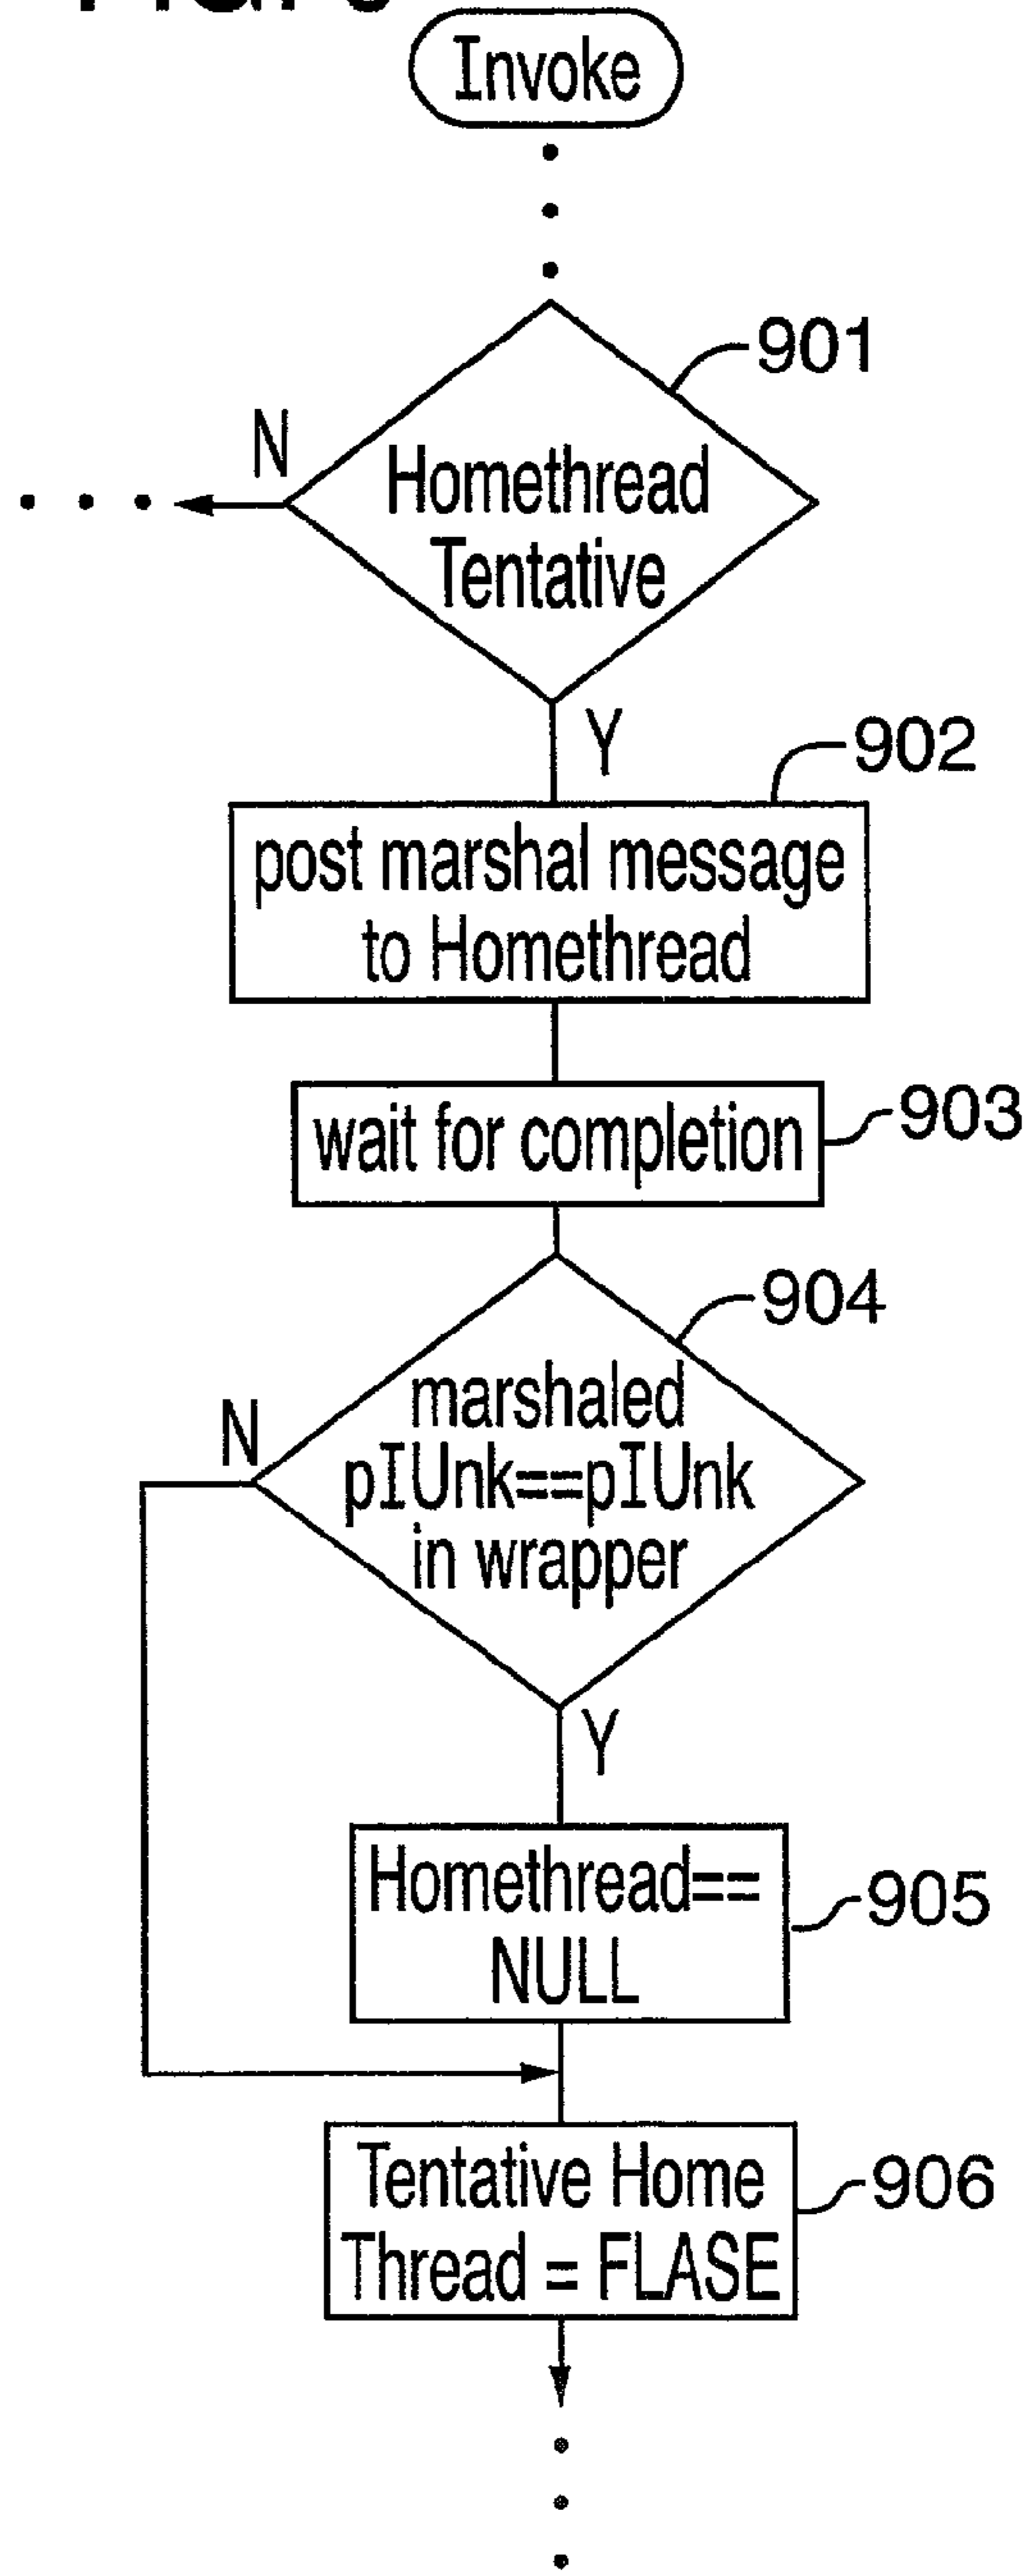 Invoke
901
N
Homethread
Tentative
Y
902
post marshal message
to Homethread
wait for completion
903
904
N
marshaled
pIUnk==pIUnk
in wrapper
Y
Homethread==
NULL
905
Tentative Home
Thread = FLASE
906